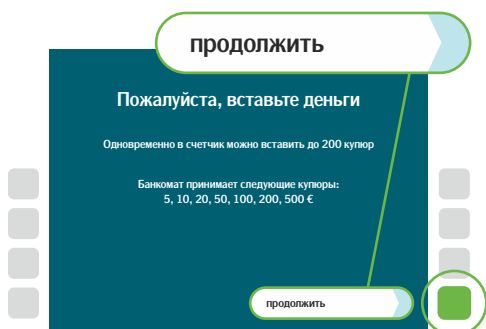 продолжить
Пожалуйста, вставьте деньги
Одновременно в счетчик можно вставить до 200 купюр
Банкомат принимает следующие купюры:
5, 10, 20, 50, 100, 200, 500 €
продолжить